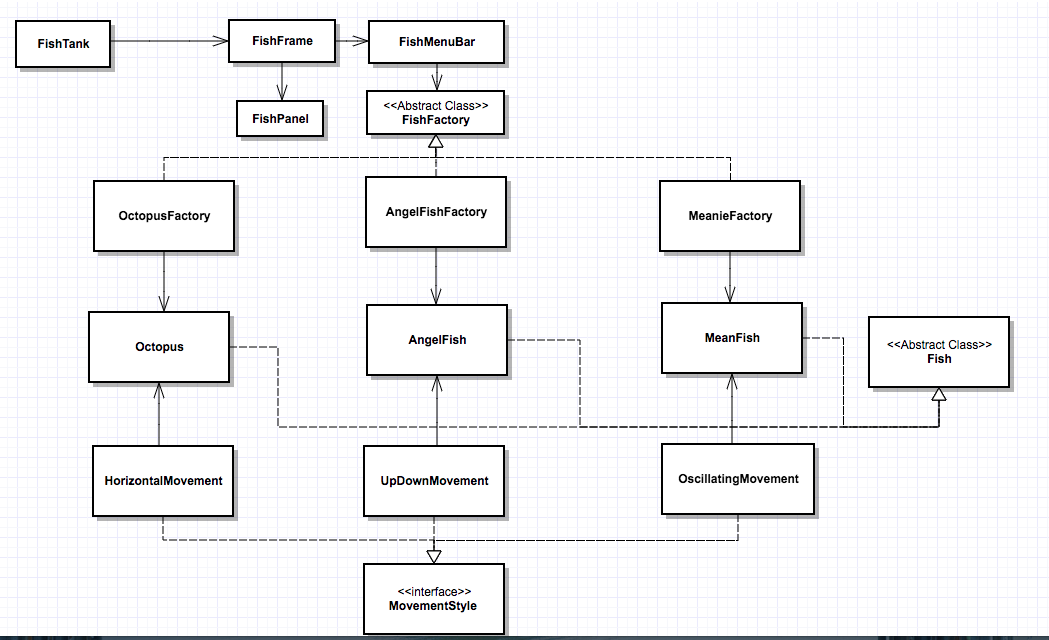 FishTank
FishFrame
FishMenuBar
FishPanel
<<Abstract Class>>
FishFactory
OctopusFactory
AngelFishFactory
MeanieFactory
Octopus
AngelFish
MeanFish
<<Abstract Class>>
Fish
HorizontalMovement
UpDownMovement
OscillatingMovement
<<interface>>
MovementStyle